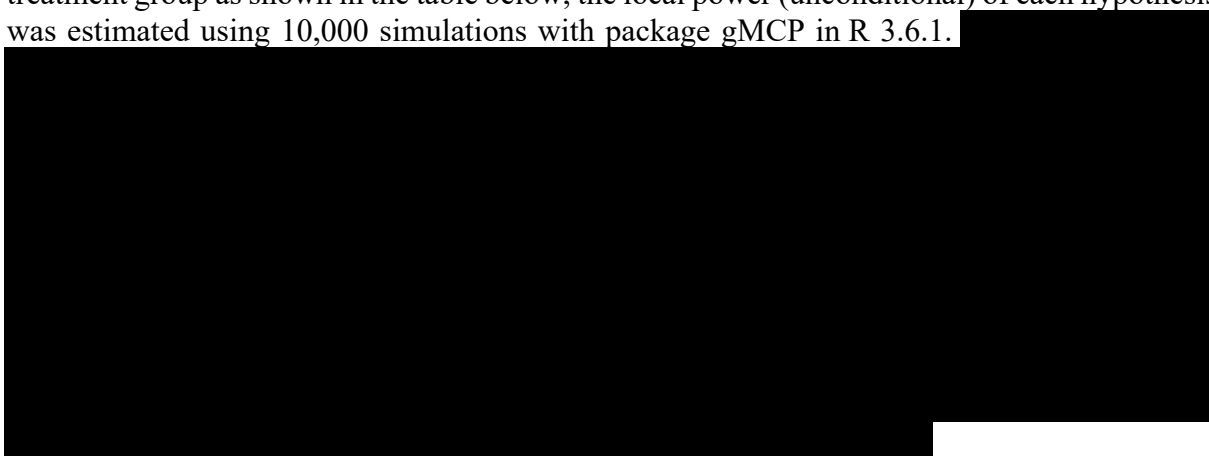 treatment group as shown in the table below, the local power (unconditional) of each hypothesis
was estimated using 10,000 simulations with package gMCP in R 3.6.1.